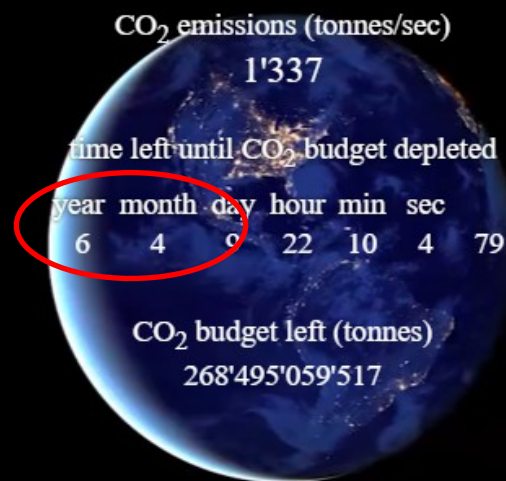 CO₂ emissions (tonnes/sec)
1'337
time left until CO₂ budget depleted
year month day hour min sec
6 4 9 22 10 4 79
CO₂ budget left (tonnes)
268'495'059'517